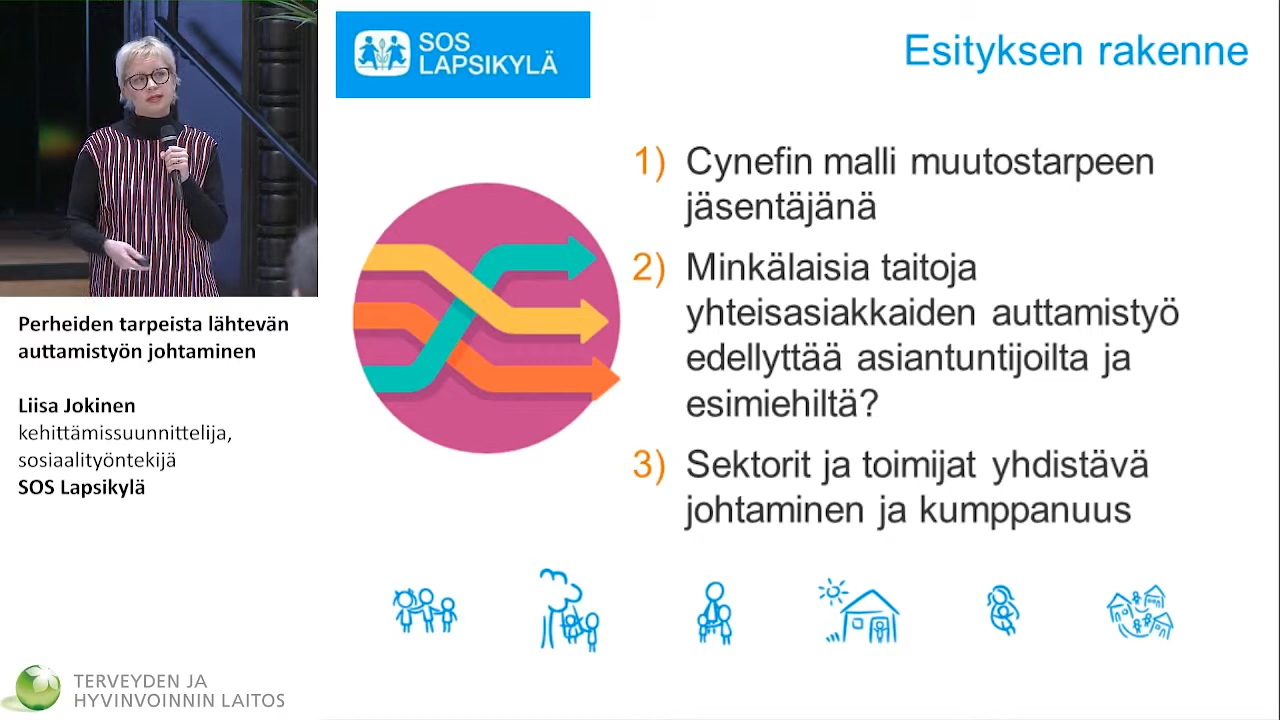 SOS
LAPSIKYLÄ
Esityksen rakenne
1) Cynefin malli muutostarpeen
jäsentäjänä
2) Minkälaisia taitoja
yhteisasiakkaiden auttamistyö
edellyttää asiantuntijoilta ja
esimiehiltä?
3) Sektorit ja toimijat yhdistävä
johtaminen ja kumppanuus
Perheiden tarpeista lähtevän
auttamistyön johtaminen
Liisa Jokinen
kehittämissuunnittelija,
sosiaalityöntekijä
SOS Lapsikylä
TERVEYDEN JA
HYVINVOINNIN LAITOS